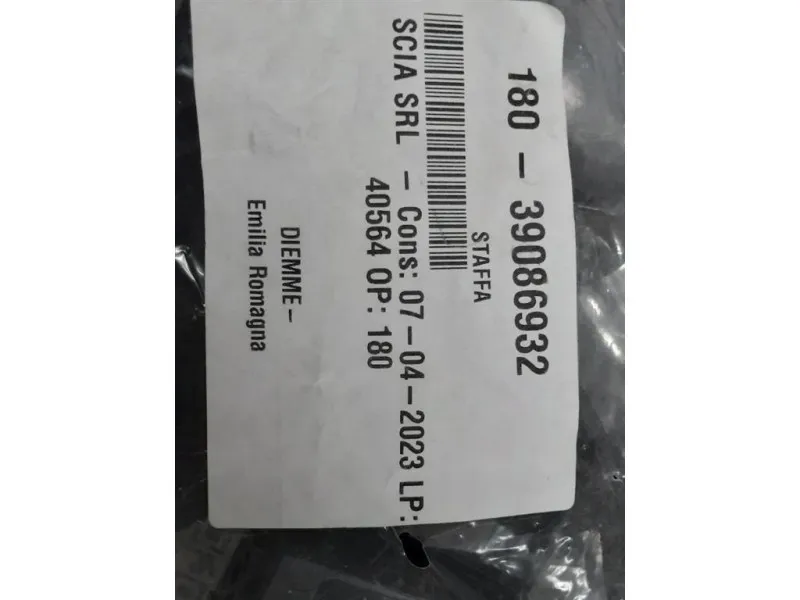 180 - 39086932
STAFFA
SCIA SRL - Cons: 07-04-2023 LP:
40564 OP: 180
DIEMME-
Emilia Romagna